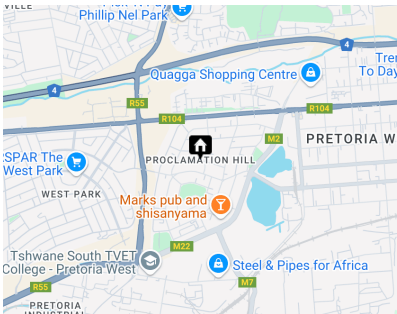 VILLE
Phillip Nel Park
4
Quagga Shopping Centre
Tren
To Day
4
R55
R104
R104
M2
PRETORIA W
SPAR The
West Park
PROCLAMATION HILL
WEST PARK
Marks pub and
shisanyama
M22
Tshwane South TVET
College - Pretoria West
Steel & Pipes for Africa
R55
M7
PRETORIA
INDUSTRIAL